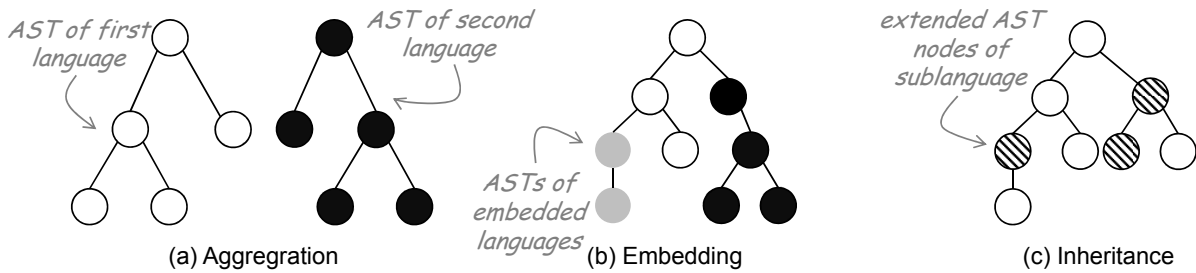 AST of first
language
AST of second
language
(a) Aggregration
ASTs of
embedded
languages
(b) Embedding
extended AST
nodes of
sublanguage
(c) Inheritance